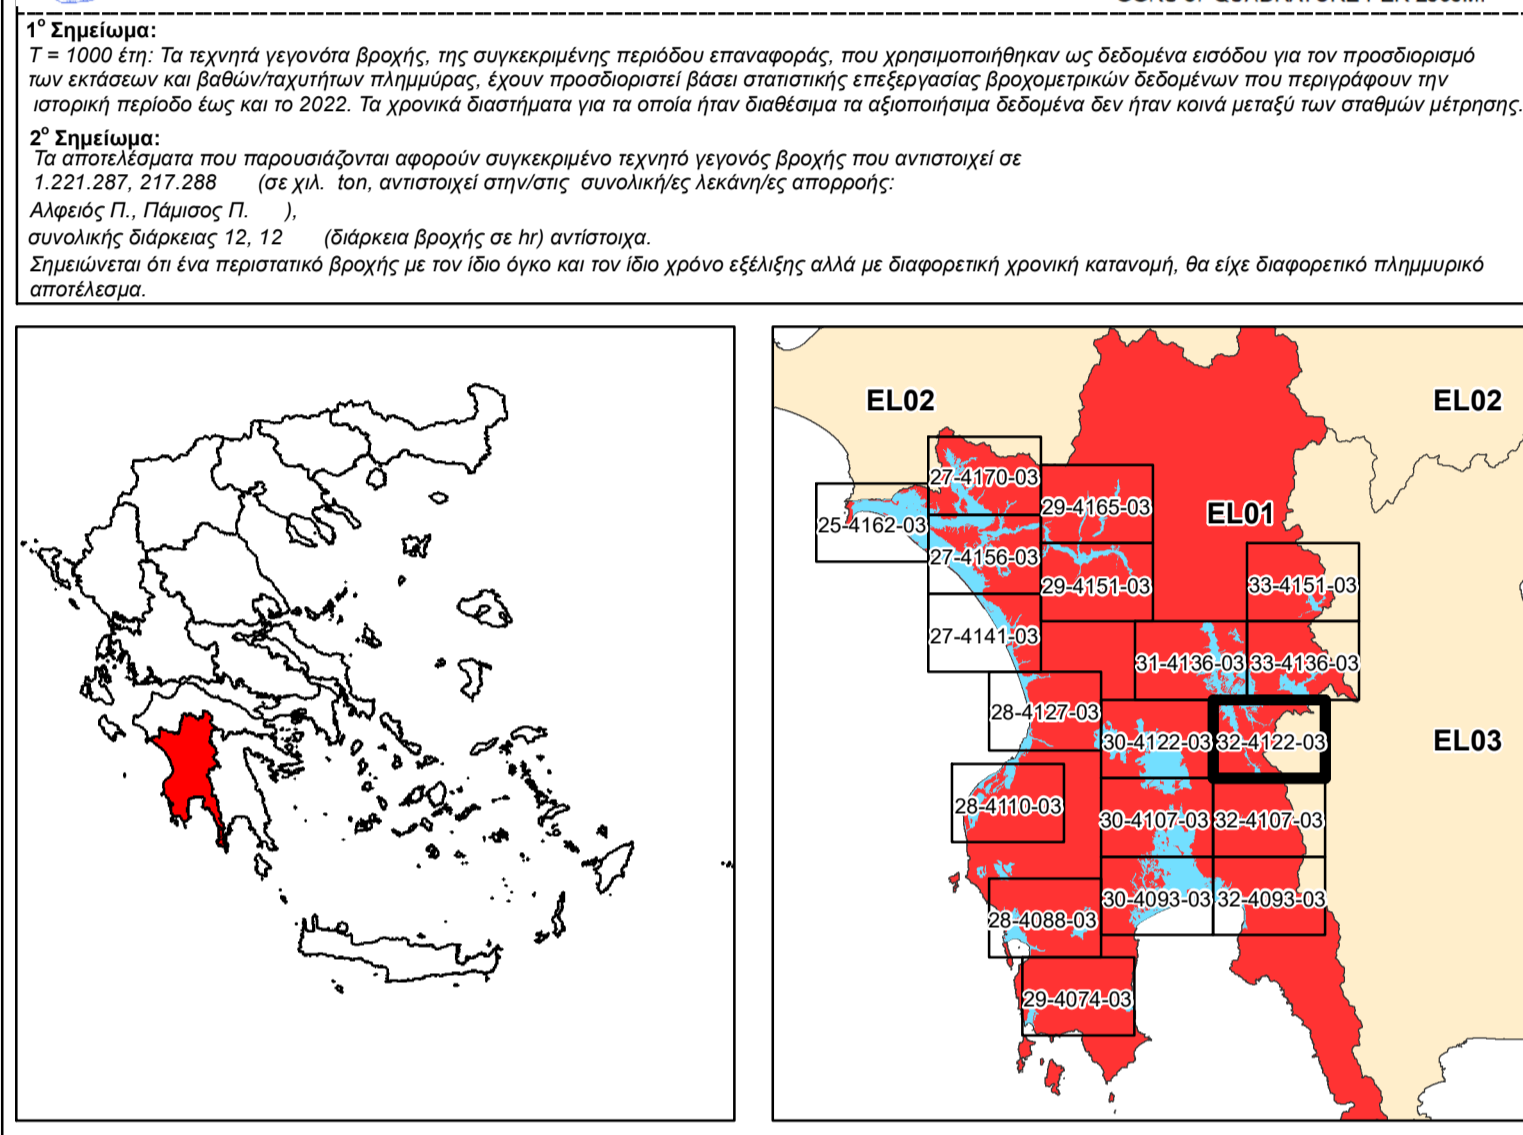 1ο Σημείωμα:
T = 1000 έτη: Τα τεχνητά γεγονότα βροχής, της συγκεκριμένης περιόδου επαναφοράς, που χρησιμοποιήθηκαν ως δεδομένα εισόδου για τον προσδιορισμό
των εκτάσεων και βαθών/ταχυτήτων πλημμύρας, έχουν προσδιοριστεί βάσει στατιστικής επεξεργασίας βροχομετρικών δεδομένων που περιγράφουν την
ιστορική περίοδο έως και το 2022. Τα χρονικά διαστήματα για τα οποία ήταν διαθέσιμα τα αξιοποιήσιμα δεδομένα δεν ήταν κοινά μεταξύ των σταθμών μέτρησης.
2ο Σημείωμα:
Τα αποτελέσματα που παρουσιάζονται αφορούν συγκεκριμένο τεχνητό γεγονός βροχής που αντιστοιχεί σε
1.221.287, 217.288 (σε χιλ. ton, αντιστοιχεί στην/στις συνολική/ες λεκάνη/ες απορροής:
Αλφειός Π., Πάμισος Π. ),
συνολικής διάρκειας 12, 12 (διάρκεια βροχής σε hr) αντίστοιχα.
Σημειώνεται ότι ένα περιστατικό βροχής με τον ίδιο όγκο και τον ίδιο χρόνο εξέλιξης αλλά με διαφορετική χρονική κατανομή, θα είχε διαφορετικό πλημμυρικό
αποτέλεσμα.
EL02
EL02
27-4170-03
29-4165-03
EL01
25-4162-03
27-4156-03
29-4151-03
33-4151-03
27-4141-03
31-4136-03
33-4136-03
28-4127-03
30-4122-03
32-4122-03
EL03
28-4110-03
30-4107-03
32-4107-03
30-4093-03
32-4093-03
28-4088-03
29-4074-03